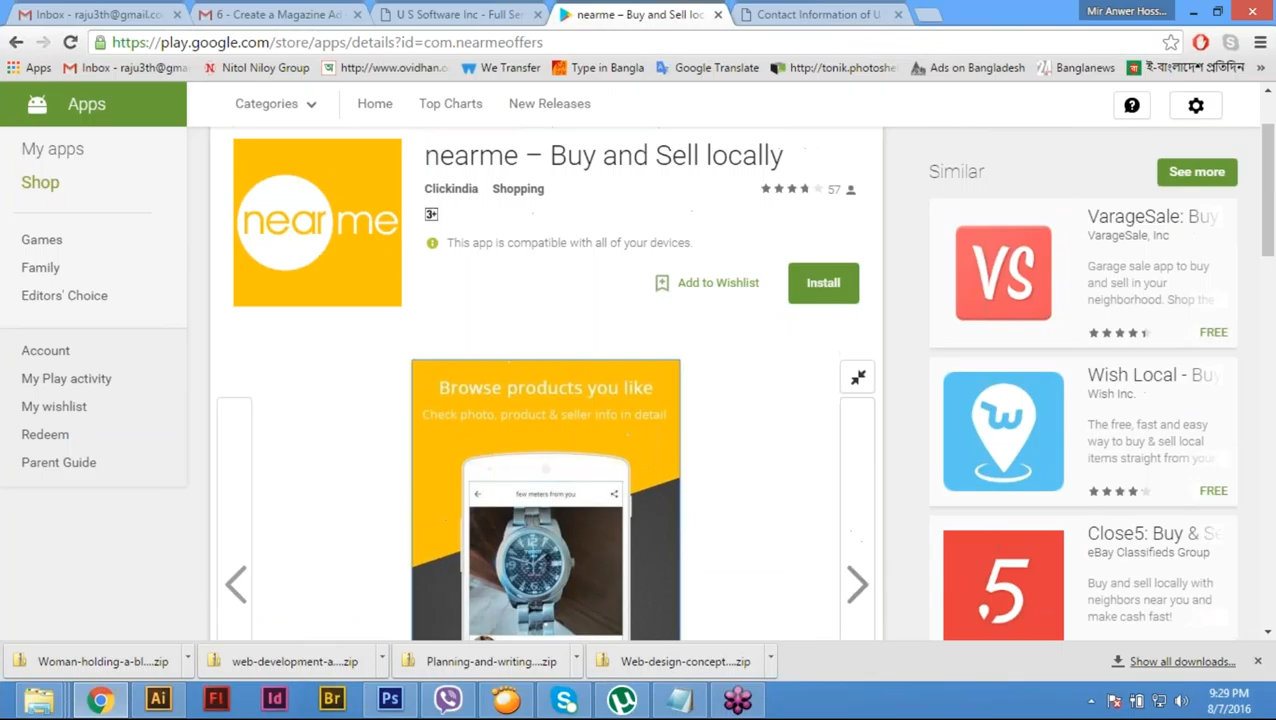 Inbox - raju3th@gmail.co
6 - Create a Magazine Ad
U S Software Inc - Full Ser
nearme – Buy and Sell loc
Contact Information of U
Mir Anwer Hoss...
https://play.google.com/store/apps/details?id=com.nearmeoffers
Apps
Inbox - raju3th@gma
Nitol Niloy Group
http://www.ovidhan.o
We Transfer
Type in Bangla
Google Translate
http://tonik.photoshel
Ads on Bangladesh
Banglanews
ই-বাংলাদেশ প্রতিদিন
»
Apps
Categories
Home
Top Charts
New Releases
My apps
Shop
Games
Family
Editors' Choice
Account
My Play activity
My wishlist
Redeem
Parent Guide
near me
nearme – Buy and Sell locally
Clickindia Shopping
57
3+
This app is compatible with all of your devices.
Add to Wishlist
Install
Browse products you like
Check photo, product & seller info in detail
few meters from you
Similar
See more
VS
VarageSale: Buy
VarageSale, Inc
Garage sale app to buy
and sell in your
neighborhood. Shop the
FREE
Wish Local - Buy
Wish Inc.
The free, fast and easy
way to buy & sell local
items straight from your
FREE
5
Close5: Buy & Se
eBay Classifieds Group
Buy and sell locally with
neighbors near you and
make cash fast!
Woman-holding-a-bl....zip
web-development-a....zip
Planning-and-writing....zip
Web-design-concept....zip
Show all downloads...
Ai
Fl
Id
Br
Ps
9:29 PM
8/7/2016